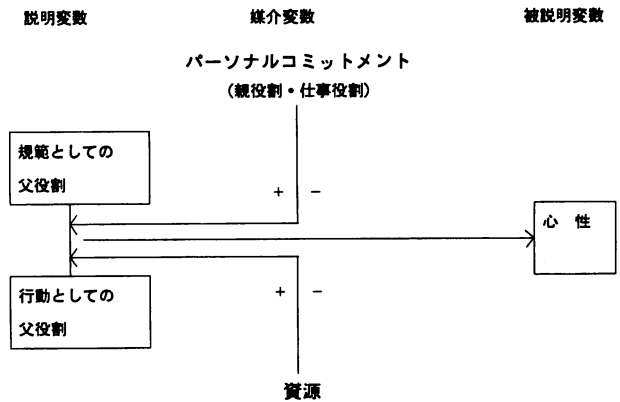 説明変数
媒介変数
被説明変数
パーソナルコミットメント
（親役割・仕事役割）
規範としての
父役割
＋ －
心 性
行動としての
父役割
＋ －
資源